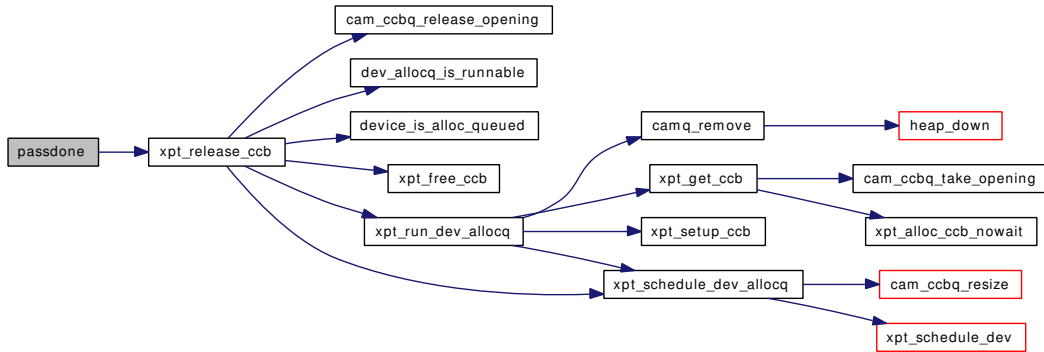 passdone
xpt_release_ccb
cam_ccbq_release_opening
dev_allocq_is_runnable
device_is_alloc_queued
xpt_free_ccb
xpt_run_dev_allocq
camq_remove
xpt_get_ccb
xpt_setup_ccb
xpt_schedule_dev_allocq
heap_down
cam_ccbq_take_opening
xpt_alloc_ccb_nowait
cam_ccbq_resize
xpt_schedule_dev